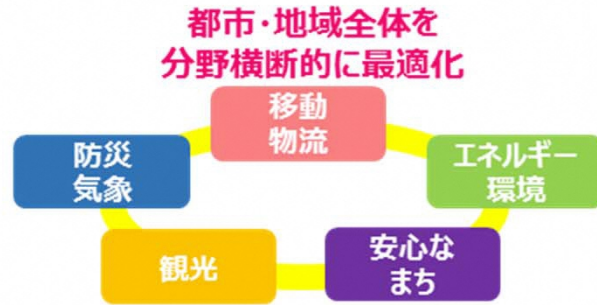 都市・地域全体を
分野横断的に最適化
移動
物流
防災
気象
エネルギー
環境
観光
安心な
まち